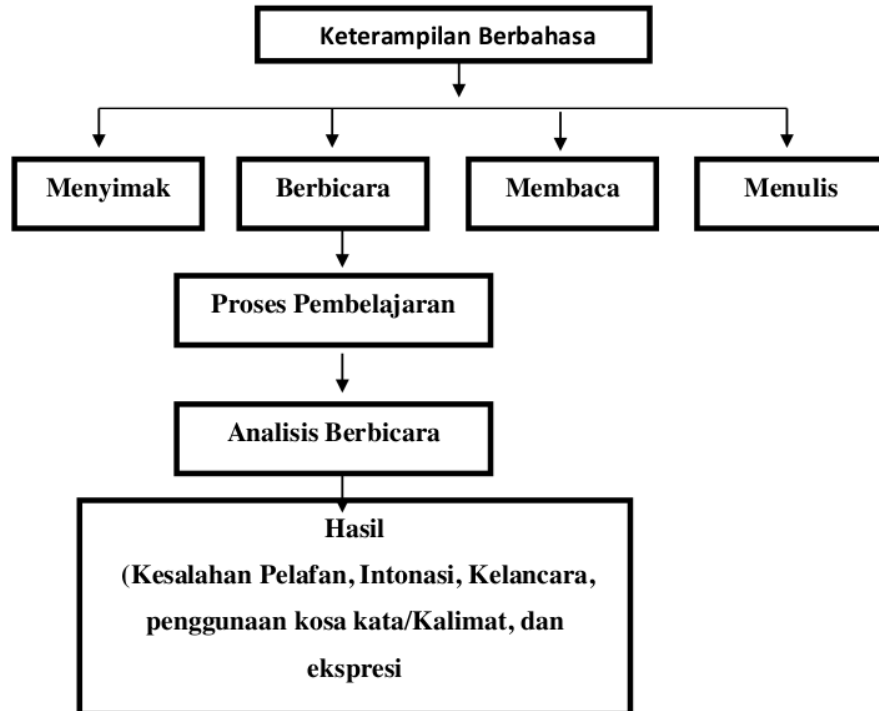 Keterampilan Berbahasa
Menyimak
Berbicara
Membaca
Menulis
Proses Pembelajaran
Analisis Berbicara
Hasil
(Kesalahan Pelafan, Intonasi, Kelancara,
penggunaan kosa kata/Kalimat, dan
ekspresi